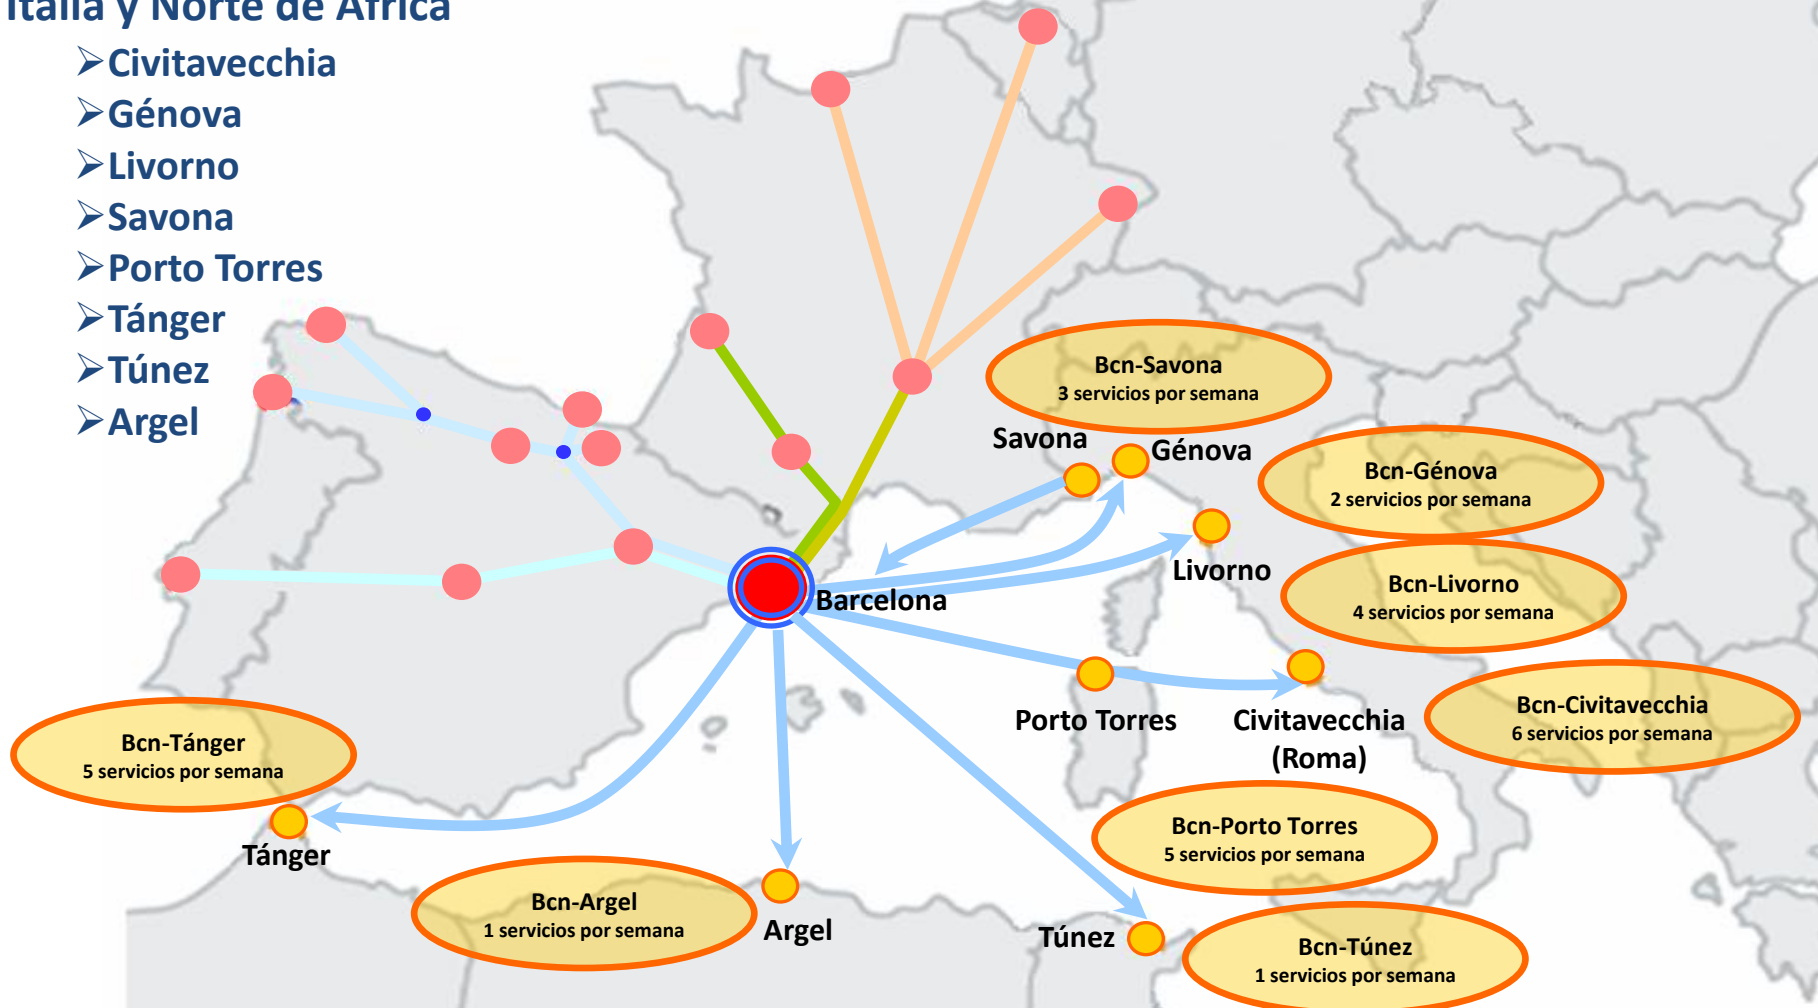 Italia y Norte de África
Civitavecchia
Génova
Livorno
Savona
Porto Torres
Tánger
Túnez
Argel
Bcn-Savona
3 servicios por semana
Savona
Génova
Bcn-Génova
2 servicios por semana
Livorno
Bcn-Livorno
4 servicios por semana
Barcelona
Porto Torres
Civitavecchia
(Roma)
Bcn-Civitavecchia
6 servicios por semana
Bcn-Tánger
5 servicios por semana
Tánger
Bcn-Porto Torres
5 servicios por semana
Bcn-Argel
1 servicios por semana
Argel
Túnez
Bcn-Túnez
1 servicios por semana